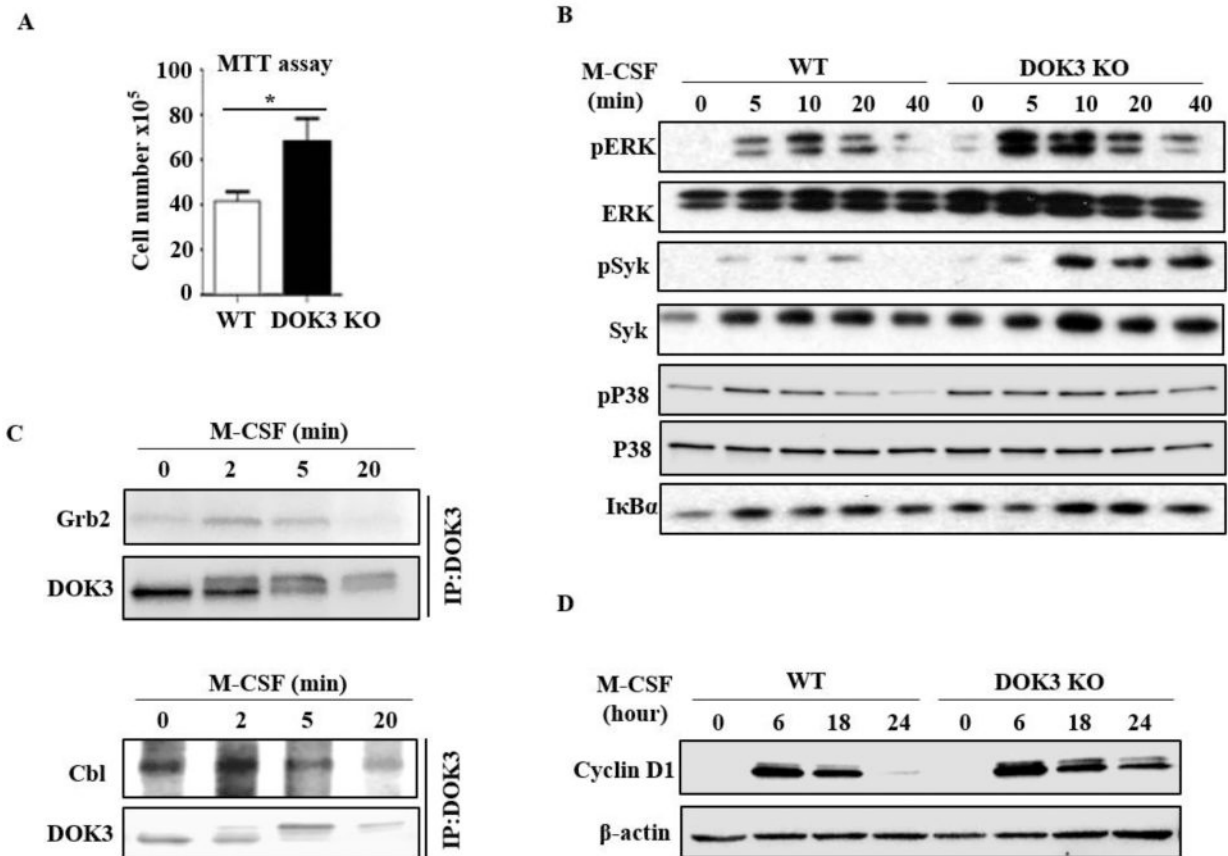 A
MTT assay
*
Cell number x10⁵
100
80
60
40
20
0
WT DOK3 KO
B
M-CSF (min)
WT DOK3 KO
0 5 10 20 40 0 5 10 20 40
pERK
ERK
pSyk
Syk
pP38
P38
IκBα
C
M-CSF (min)
0 2 5 20
Grb2
DOK3
IP:DOK3
M-CSF (min)
0 2 5 20
Cbl
DOK3
IP:DOK3
D
M-CSF (hour)
WT DOK3 KO
0 6 18 24 0 6 18 24
Cyclin D1
β-actin